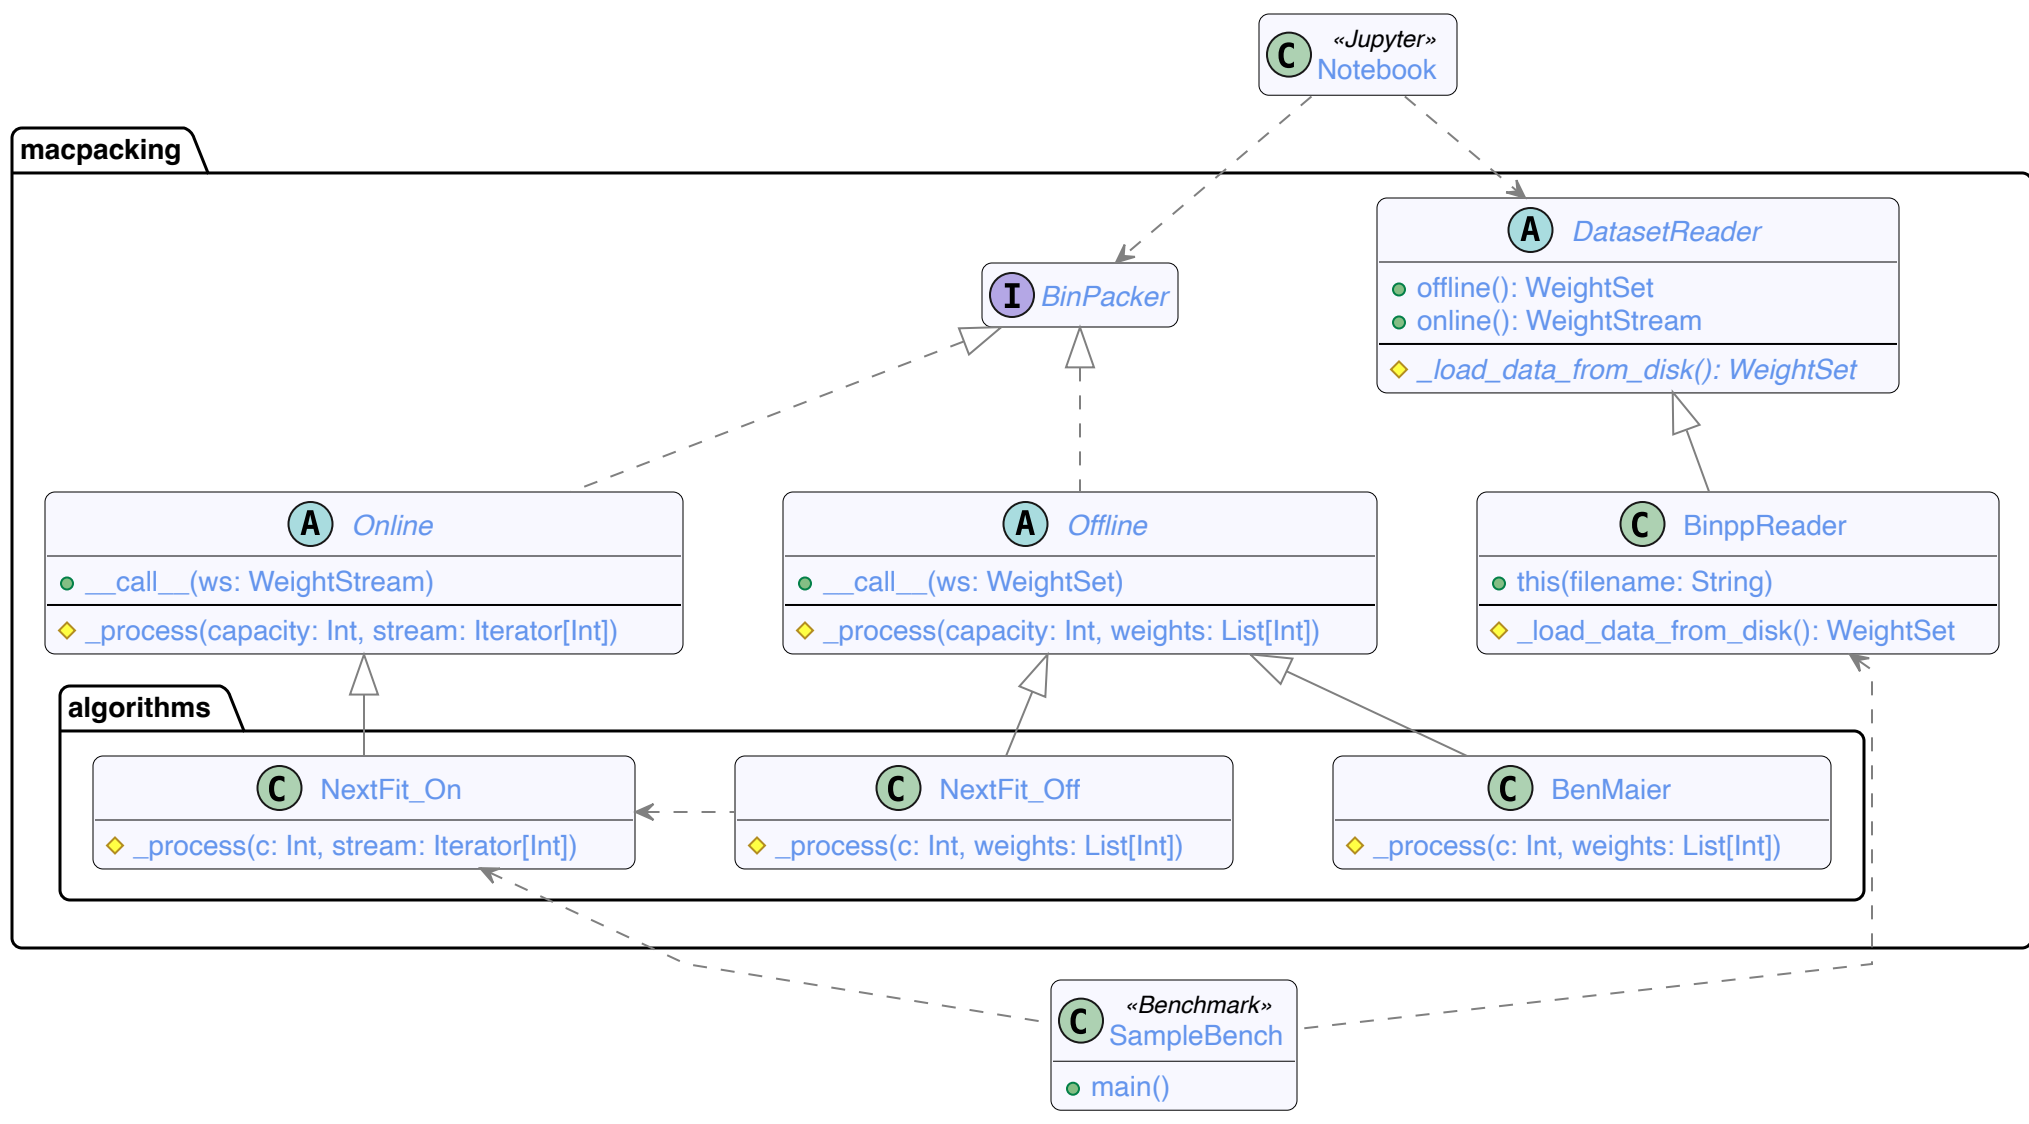 «Jupyter»
C Notebook
macpacking
A DatasetReader
offline(): WeightSet
online(): WeightStream
_load_data_from_disk(): WeightSet
I BinPacker
A Online
__call__(ws: WeightStream)
_process(capacity: Int, stream: Iterator[Int])
A Offline
__call__(ws: WeightSet)
_process(capacity: Int, weights: List[Int])
C BinppReader
this(filename: String)
_load_data_from_disk(): WeightSet
algorithms
C NextFit_On
_process(c: Int, stream: Iterator[Int])
C NextFit_Off
_process(c: Int, weights: List[Int])
C BenMaier
_process(c: Int, weights: List[Int])
«Benchmark»
C SampleBench
main()